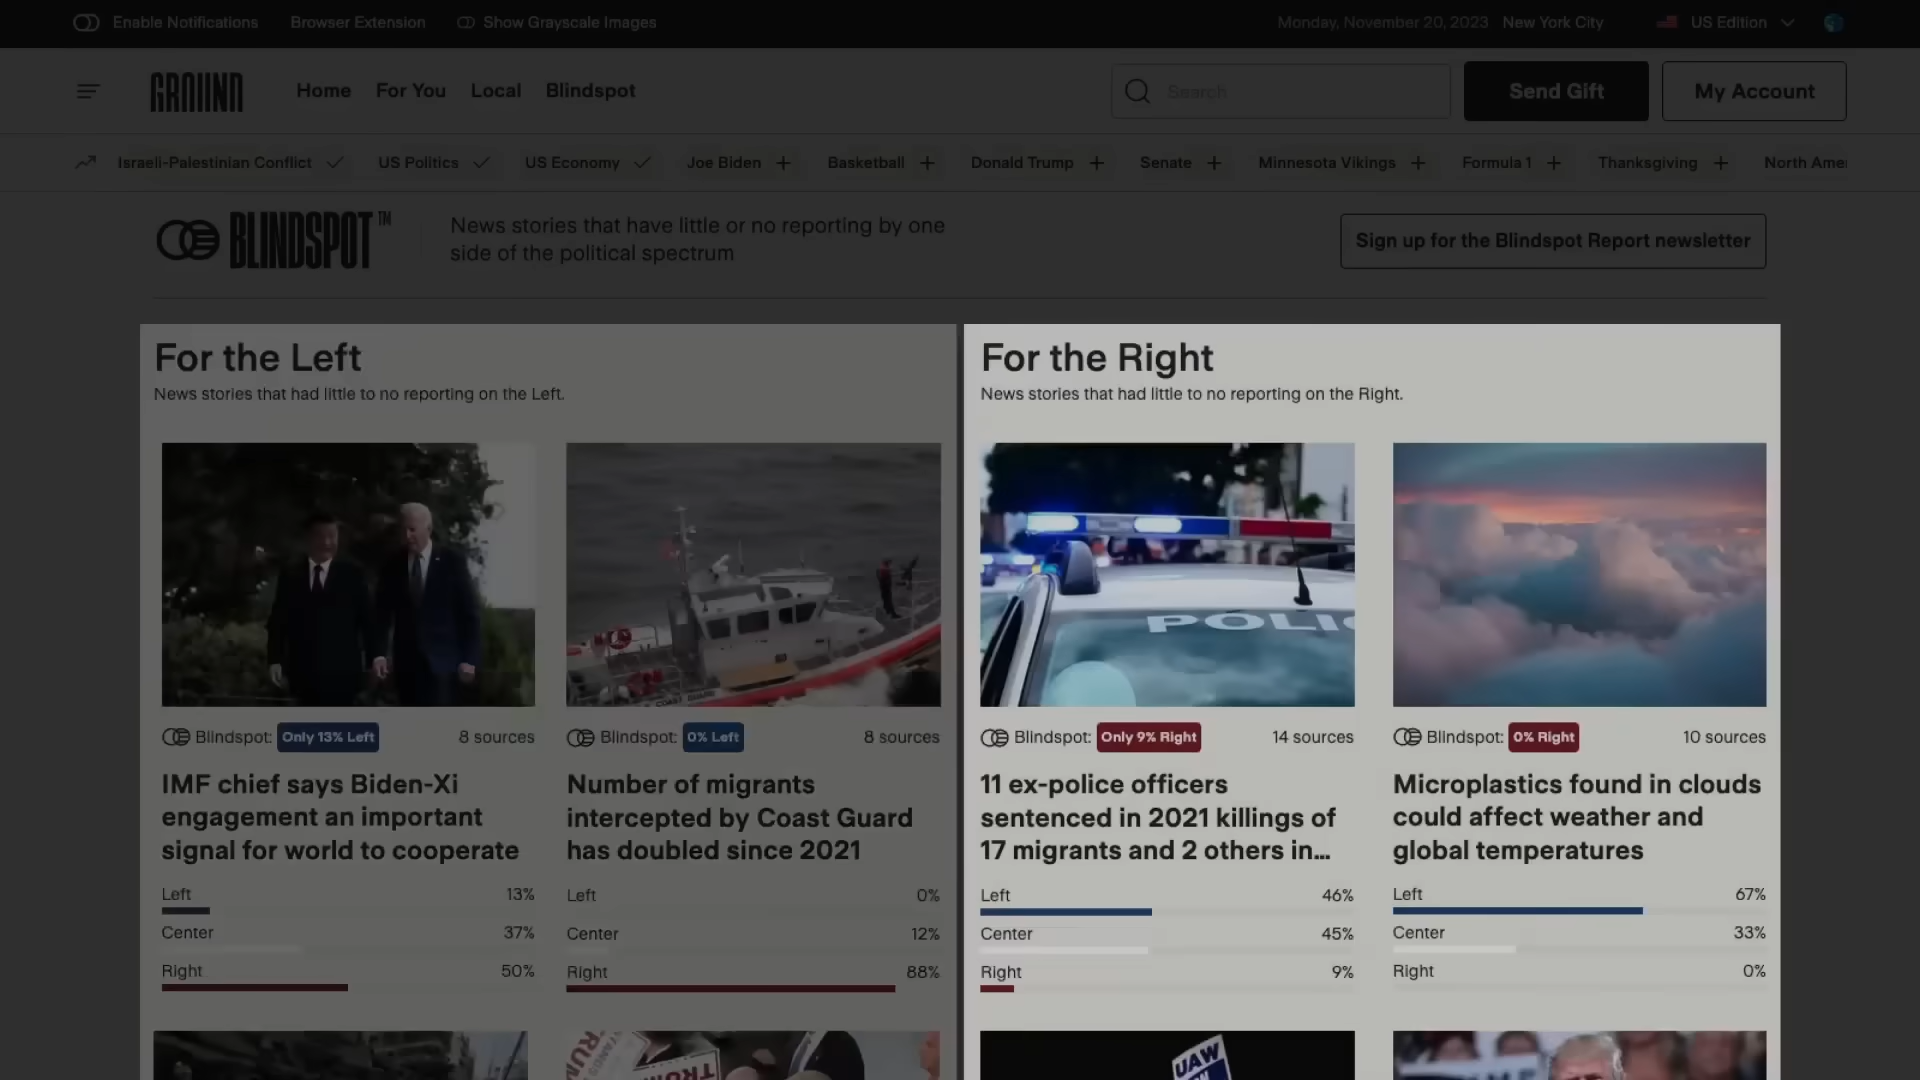 Enable Notifications Browser Extension Show Grayscale Images Monday, November 20, 2023 New York City US Edition
GROUND Home For You Local Blindspot Search Send Gift My Account
Israeli-Palestinian Conflict US Politics US Economy Joe Biden Basketball Donald Trump Senate Minnesota Vikings Formula 1 Thanksgiving North Amer
BLINDSPOT™
News stories that have little or no reporting by one
side of the political spectrum
Sign up for the Blindspot Report newsletter
For the Left
News stories that had little to no reporting on the Left.
COAST GUARD
Blindspot: Only 13% Left 8 sources
IMF chief says Biden-Xi
engagement an important
signal for world to cooperate
Left 13%
Center 37%
Right 50%
Blindspot: 0% Left 8 sources
Number of migrants
intercepted by Coast Guard
has doubled since 2021
Left 0%
Center 12%
Right 88%
TRUMP
For the Right
News stories that had little to no reporting on the Right.
POLIC
Blindspot: Only 9% Right 14 sources
11 ex-police officers
sentenced in 2021 killings of
17 migrants and 2 others in...
Left 46%
Center 45%
Right 9%
Blindspot: 0% Right 10 sources
Microplastics found in clouds
could affect weather and
global temperatures
Left 67%
Center 33%
Right 0%
UAW
ON